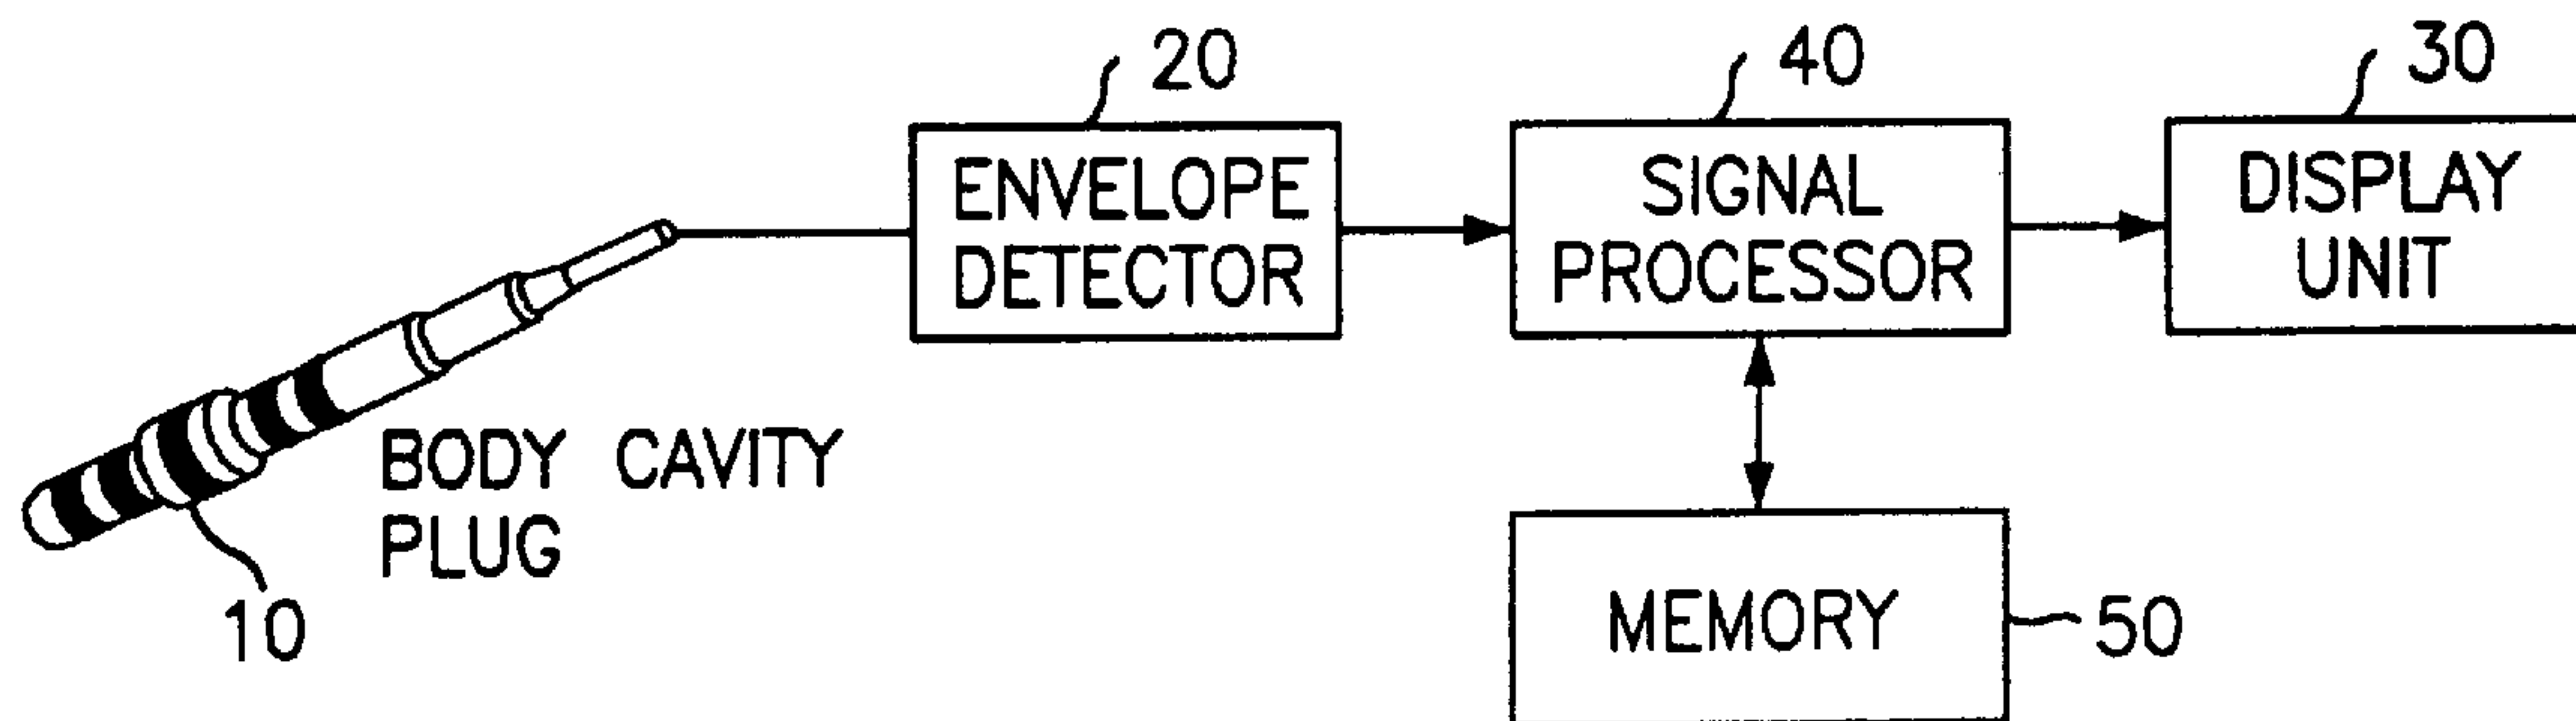 20
40
30
ENVELOPE
DETECTOR
SIGNAL
PROCESSOR
DISPLAY
UNIT
BODY CAVITY
PLUG
10
MEMORY
50